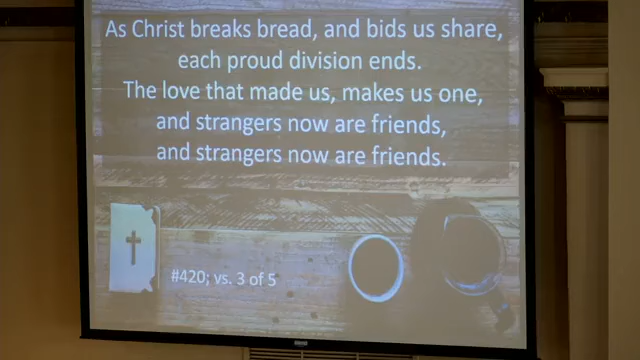 As Christ breaks bread, and bids us share,
each proud division ends.
The love that made us, makes us one,
and strangers now are friends,
and strangers now are friends.
#420; vs. 3 of 5